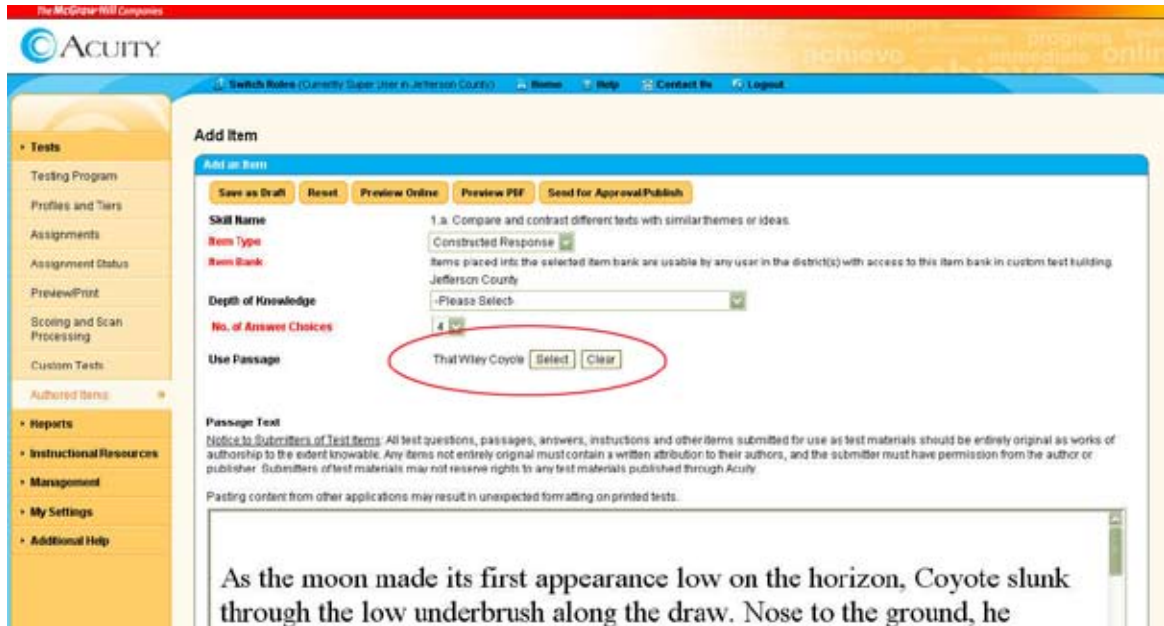 The McGraw-Hill Companies
ACUITY
achieve
progress
immediate
onlin
Switch Roles (Currently Super User in Jefferson County) Home Help Contact Us Logout
Add Item
Tests
Testing Program
Profiles and Tiers
Assignments
Assignment Status
Preview/Print
Scoring and Scan
Processing
Custom Tests
Authored Items
Reports
Instructional Resources
Management
My Settings
Additional Help
Add an Item
Save as Draft Reset Preview Online Preview PDF Send for Approval/Publish
Skill Name 1.a. Compare and contrast different texts with similar themes or ideas.
Item Type Constructed Response
Item Bank Items placed into the selected item bank are usable by any user in the district(s) with access to this item bank in custom test building.
Jefferson County
Depth of Knowledge -Please Select-
No. of Answer Choices 4
Use Passage That Wiley Coyote Select Clear
Passage Text
Notice to Submitters of Test Items: All test questions, passages, answers, instructions and other items submitted for use as test materials should be entirely original as works of
authorship to the extent knowable. Any items not entirely original must contain a written attribution to their authors, and the submitter must have permission from the author or
publisher. Submitters of test materials may not reserve rights to any test materials published through Acuity.
Pasting content from other applications may result in unexpected formatting on printed tests.
As the moon made its first appearance low on the horizon, Coyote slunk
through the low underbrush along the draw. Nose to the ground, he